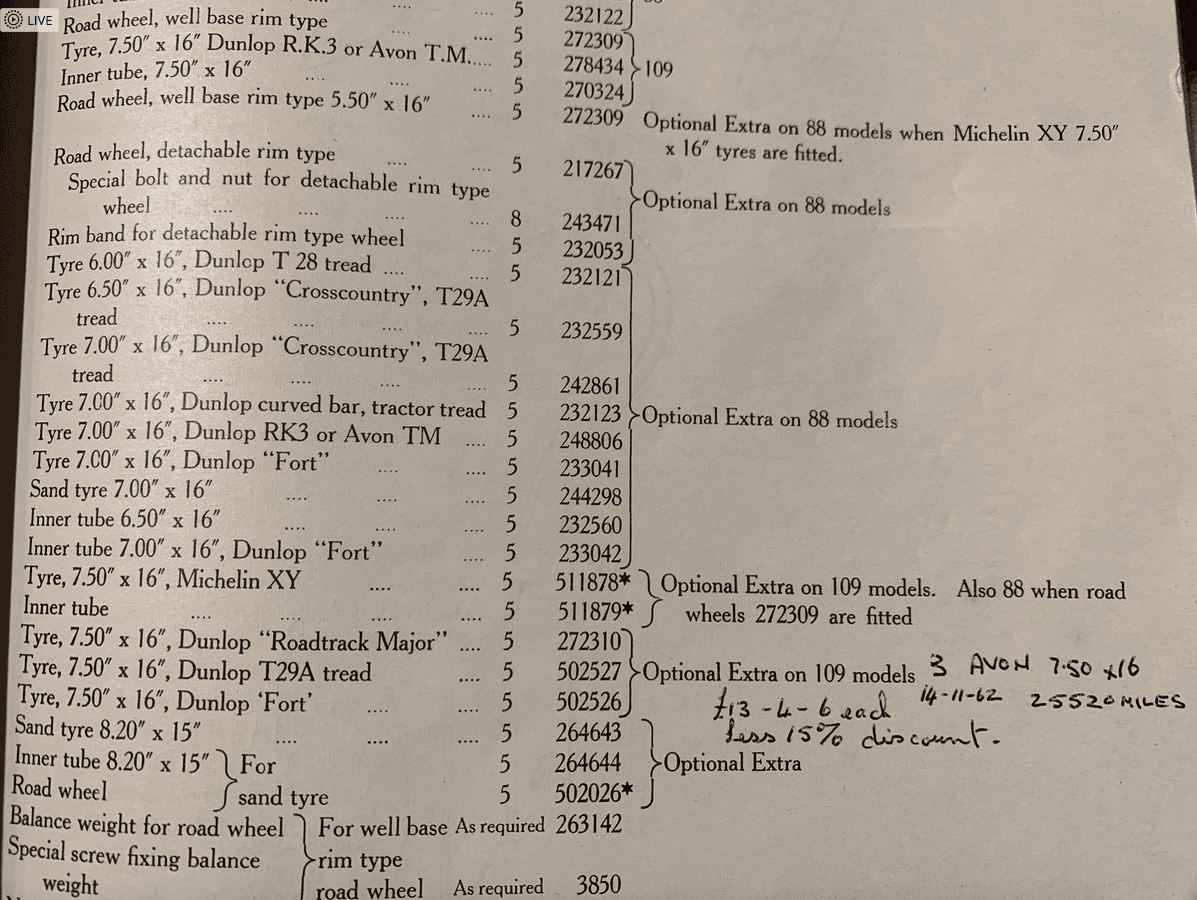 LIVE
.... .... 5 232122
Road wheel, well base rim type .... .... 5 272309
Tyre, 7.50″ x 16″ Dunlop R.K.3 or Avon T.M..... 5 278434 109
Inner tube, 7.50″ x 16″ .... .... .... 5 270324
Road wheel, well base rim type 5.50″ x 16″ .... 5 272309 Optional Extra on 88 models when Michelin XY 7.50″
x 16″ tyres are fitted.
Road wheel, detachable rim type .... .... 5 217267
Special bolt and nut for detachable rim type
wheel .... .... .... .... 8 243471 Optional Extra on 88 models
Rim band for detachable rim type wheel .... 5 232053
Tyre 6.00″ x 16″, Dunlop T 28 tread .... .... 5 232121
Tyre 6.50″ x 16″, Dunlop “Crosscountry”, T29A
tread .... .... .... .... 5 232559
Tyre 7.00″ x 16″, Dunlop “Crosscountry”, T29A
tread .... .... .... .... 5 242861
Tyre 7.00″ x 16″, Dunlop curved bar, tractor tread 5 232123 Optional Extra on 88 models
Tyre 7.00″ x 16″, Dunlop RK3 or Avon TM .... 5 248806
Tyre 7.00″ x 16″, Dunlop “Fort” .... .... 5 233041
Sand tyre 7.00″ x 16″ .... .... .... 5 244298
Inner tube 6.50″ x 16″ .... .... .... 5 232560
Inner tube 7.00″ x 16″, Dunlop “Fort” .... 5 233042
Tyre, 7.50″ x 16″, Michelin XY .... .... 5 511878* Optional Extra on 109 models. Also 88 when road
Inner tube .... .... .... .... 5 511879* wheels 272309 are fitted
Tyre, 7.50″ x 16″, Dunlop “Roadtrack Major” .... 5 272310
Tyre, 7.50″ x 16″, Dunlop T29A tread .... 5 502527 Optional Extra on 109 models 3 AVON 7.50 x16
Tyre, 7.50″ x 16″, Dunlop ‘Fort’ .... .... 5 502526 £13-4-6 each 14-11-62 25520 MILES
Sand tyre 8.20″ x 15″ .... .... .... 5 264643 Less 15% discount.
Inner tube 8.20″ x 15″ For 5 264644 Optional Extra
Road wheel sand tyre 5 502026*
Balance weight for road wheel For well base As required 263142
Special screw fixing balance rim type
weight road wheel As required 3850